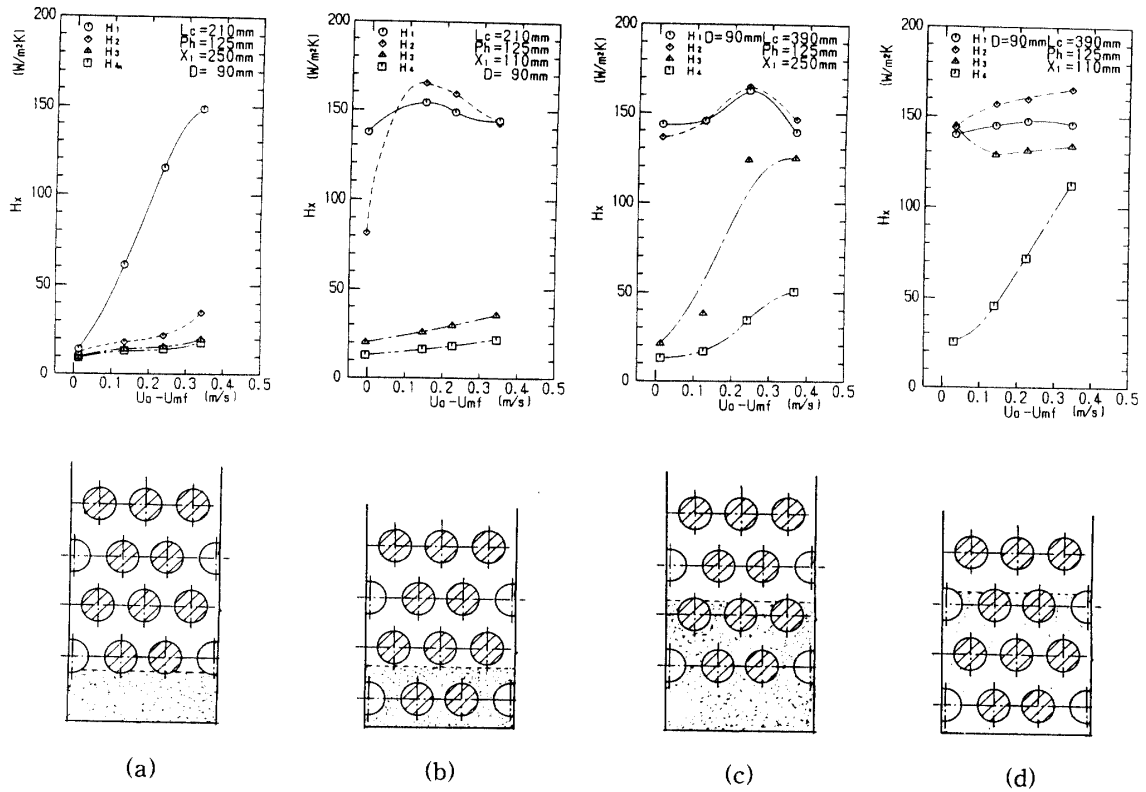 200
150
100
50
0
(W/m²K)
Hx
H₁
H₂
H₃
H₄
Lc=210mm
Ph=125mm
X₁=250mm
D= 90mm
0 0.1 0.2 0.3 0.4 0.5
Uo-Umf (m/s)
200
150
100
50
0
(W/m²K)
Hx
H₁
H₂
H₃
H₄
Lc=210mm
Ph=125mm
X₁=110mm
D= 90mm
0 0.1 0.2 0.3 0.4 0.5
Uo-Umf (m/s)
200
150
100
50
0
(W/m²K)
Hx
H₁ D=90mm Lc=390mm
H₂ Ph=125mm
H₃ X₁=250mm
H₄
0 0.1 0.2 0.3 0.4 0.5
Uo-Umf (m/s)
200
150
100
50
0
(W/m²K)
Hx
H₁ D=90mm Lc=390mm
H₂ Ph=125mm
H₃ X₁=110mm
H₄
0 0.1 0.2 0.3 0.4 0.5
Uo-Umf (m/s)
(a)
(b)
(c)
(d)